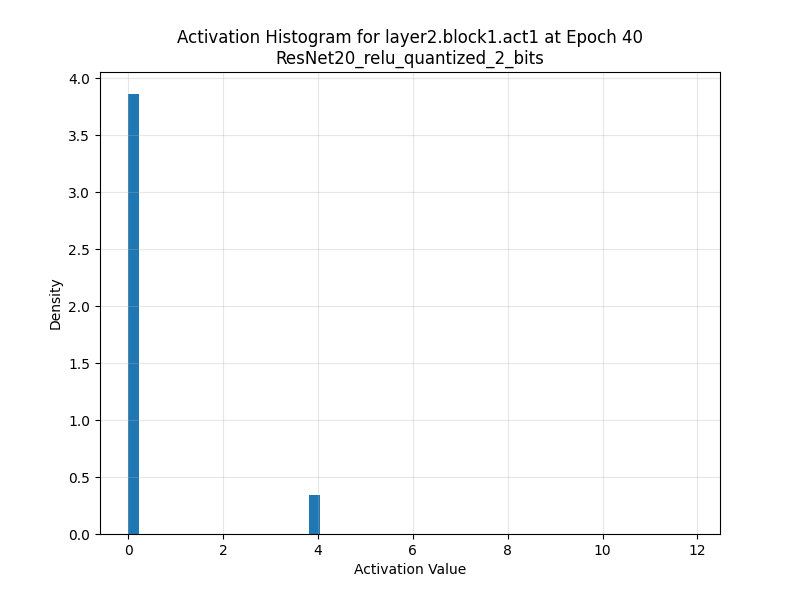 Activation Histogram for layer2.block1.act1 at Epoch 40
ResNet20_relu_quantized_2_bits
4.0
3.5
3.0
2.5
2.0
1.5
1.0
0.5
0.0
Density
0 2 4 6 8 10 12
Activation Value